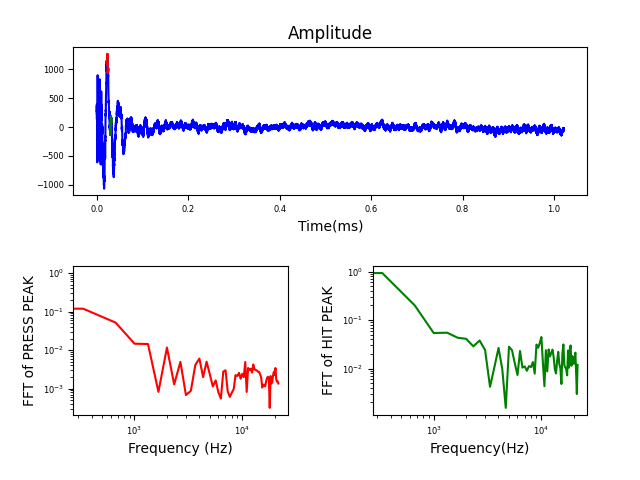 Amplitude
1000
500
0
−500
−1000
0.0 0.2 0.4 0.6 0.8 1.0
Time(ms)
FFT of PRESS PEAK
10⁰
10⁻¹
10⁻²
10⁻³
10³ 10⁴
Frequency (Hz)
FFT of HIT PEAK
10⁰
10⁻¹
10⁻²
10³ 10⁴
Frequency(Hz)